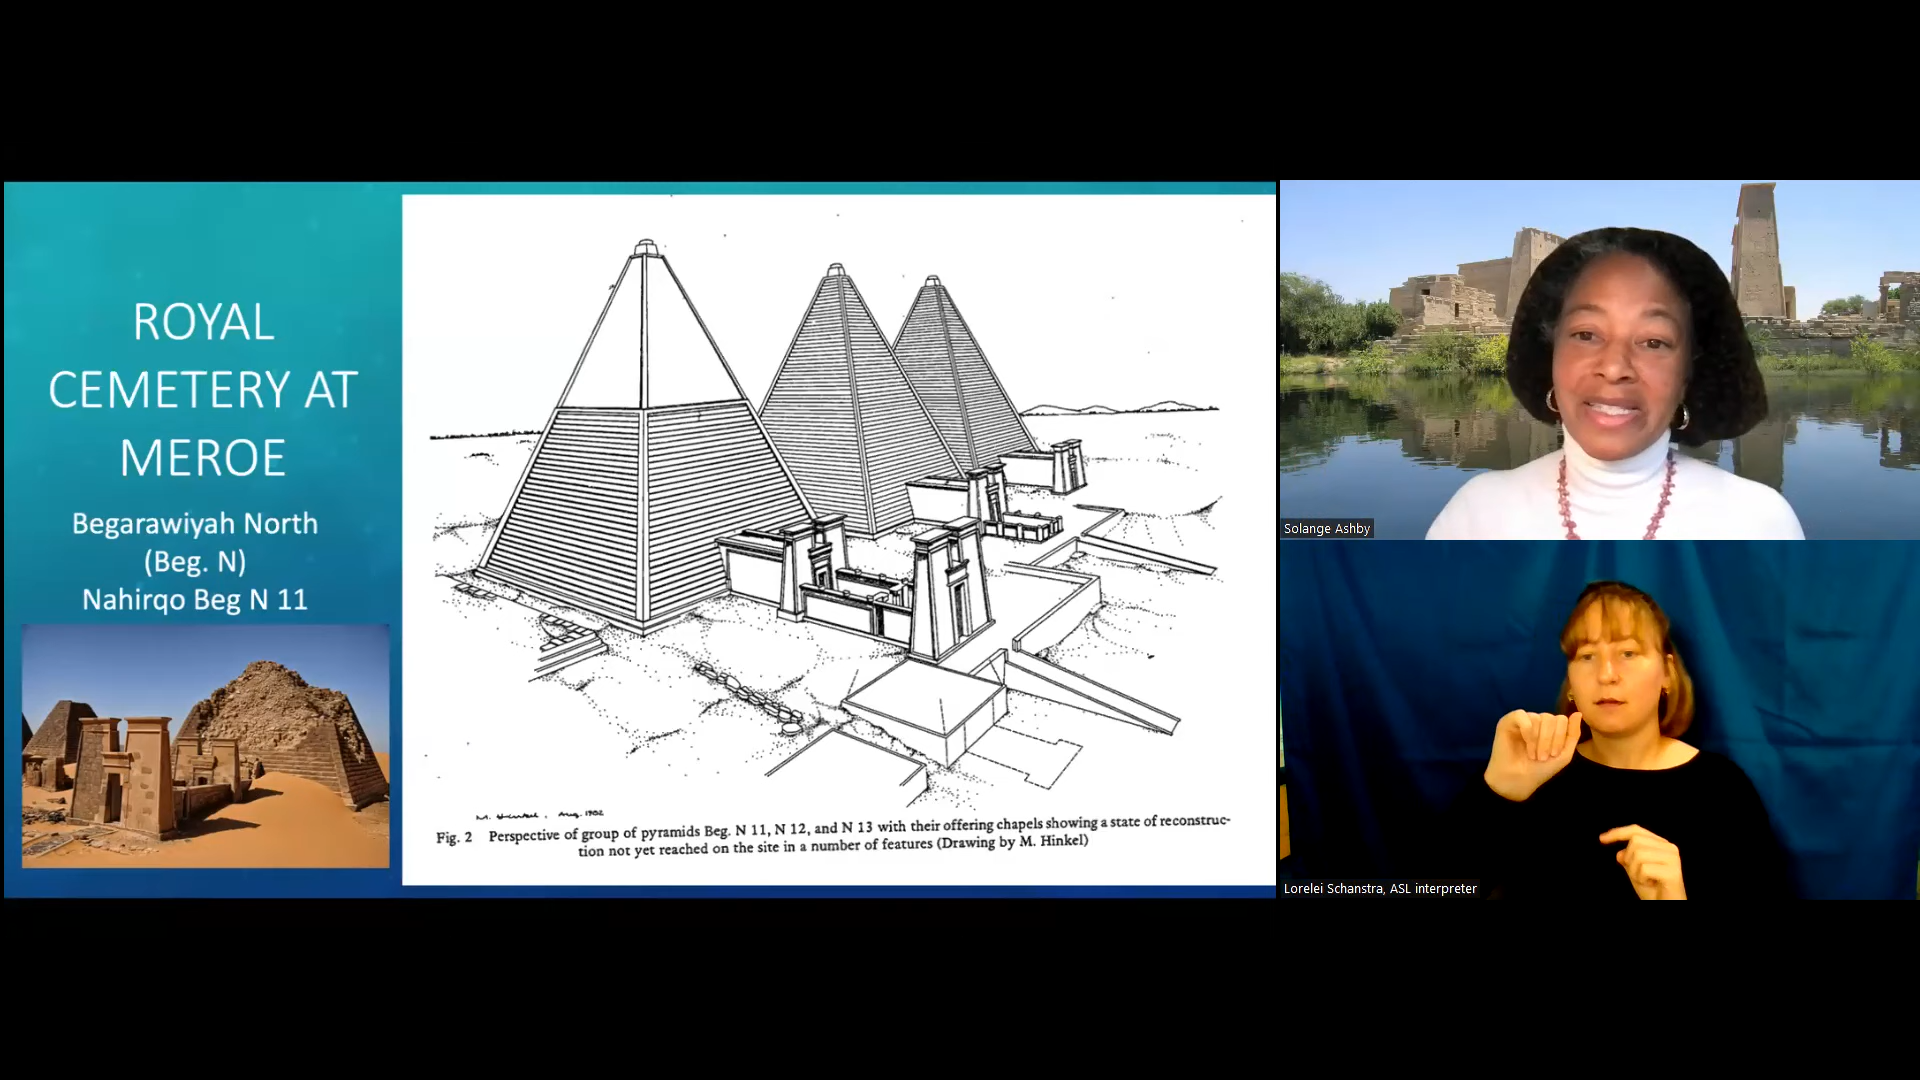 ROYAL
CEMETERY AT
MEROE
Begarawiyah North
(Beg. N)
Nahirqo Beg N 11
Aug. 1982
Fig. 2 Perspective of group of pyramids Beg. N 11, N 12, and N 13 with their offering chapels showing a state of reconstruc-
tion not yet reached on the site in a number of features (Drawing by M. Hinkel)
Solange Ashby
Lorelei Schanstra, ASL interpreter